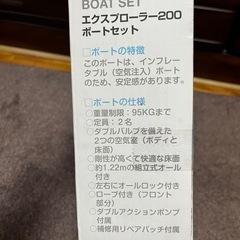 BOAT SET
エクスプローラー200
ボートセット
□ボートの特徴
このボートは、インフレー
タブル（空気注入）ボート
のため、安定感があります。
□ボートの仕様
○重量制限：95KGまで
○定員：2名
○ダブルバルブを備えた
2つの空気室（ボディと
床面）
○剛性が高くて快適な床面
○約1.22mの組立式オール付
き
○左右にオールロック付き
○ロープ付き（フロント
部分）
○ダブルアクションポンプ
付属
○補修用リペアパッチ付属